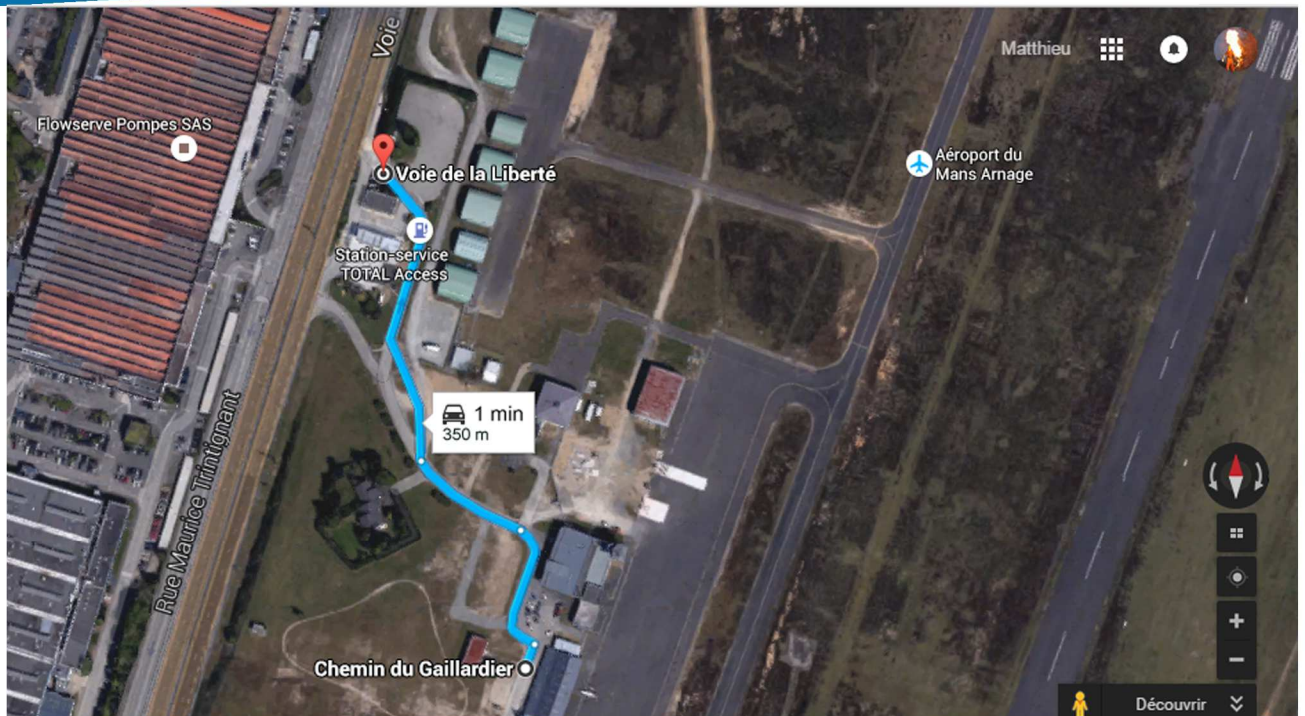 Voie
Matthieu
Flowserve Pompes SAS
Aéroport du
Mans Arnage
Voie de la Liberté
Station-service
TOTAL Access
1 min
350 m
Rue Maurice Trintignant
Chemin du Gaillardier
Découvrir